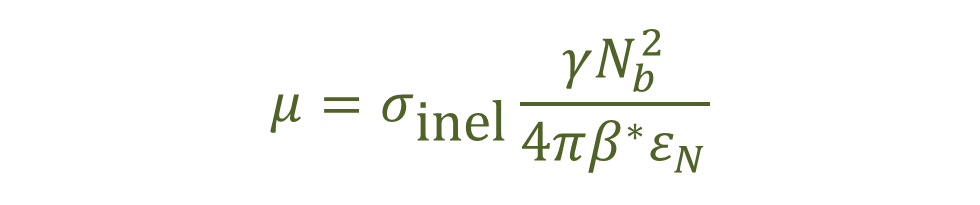 μ = σ_inel γN_b^2 / 4πβ*ε_N